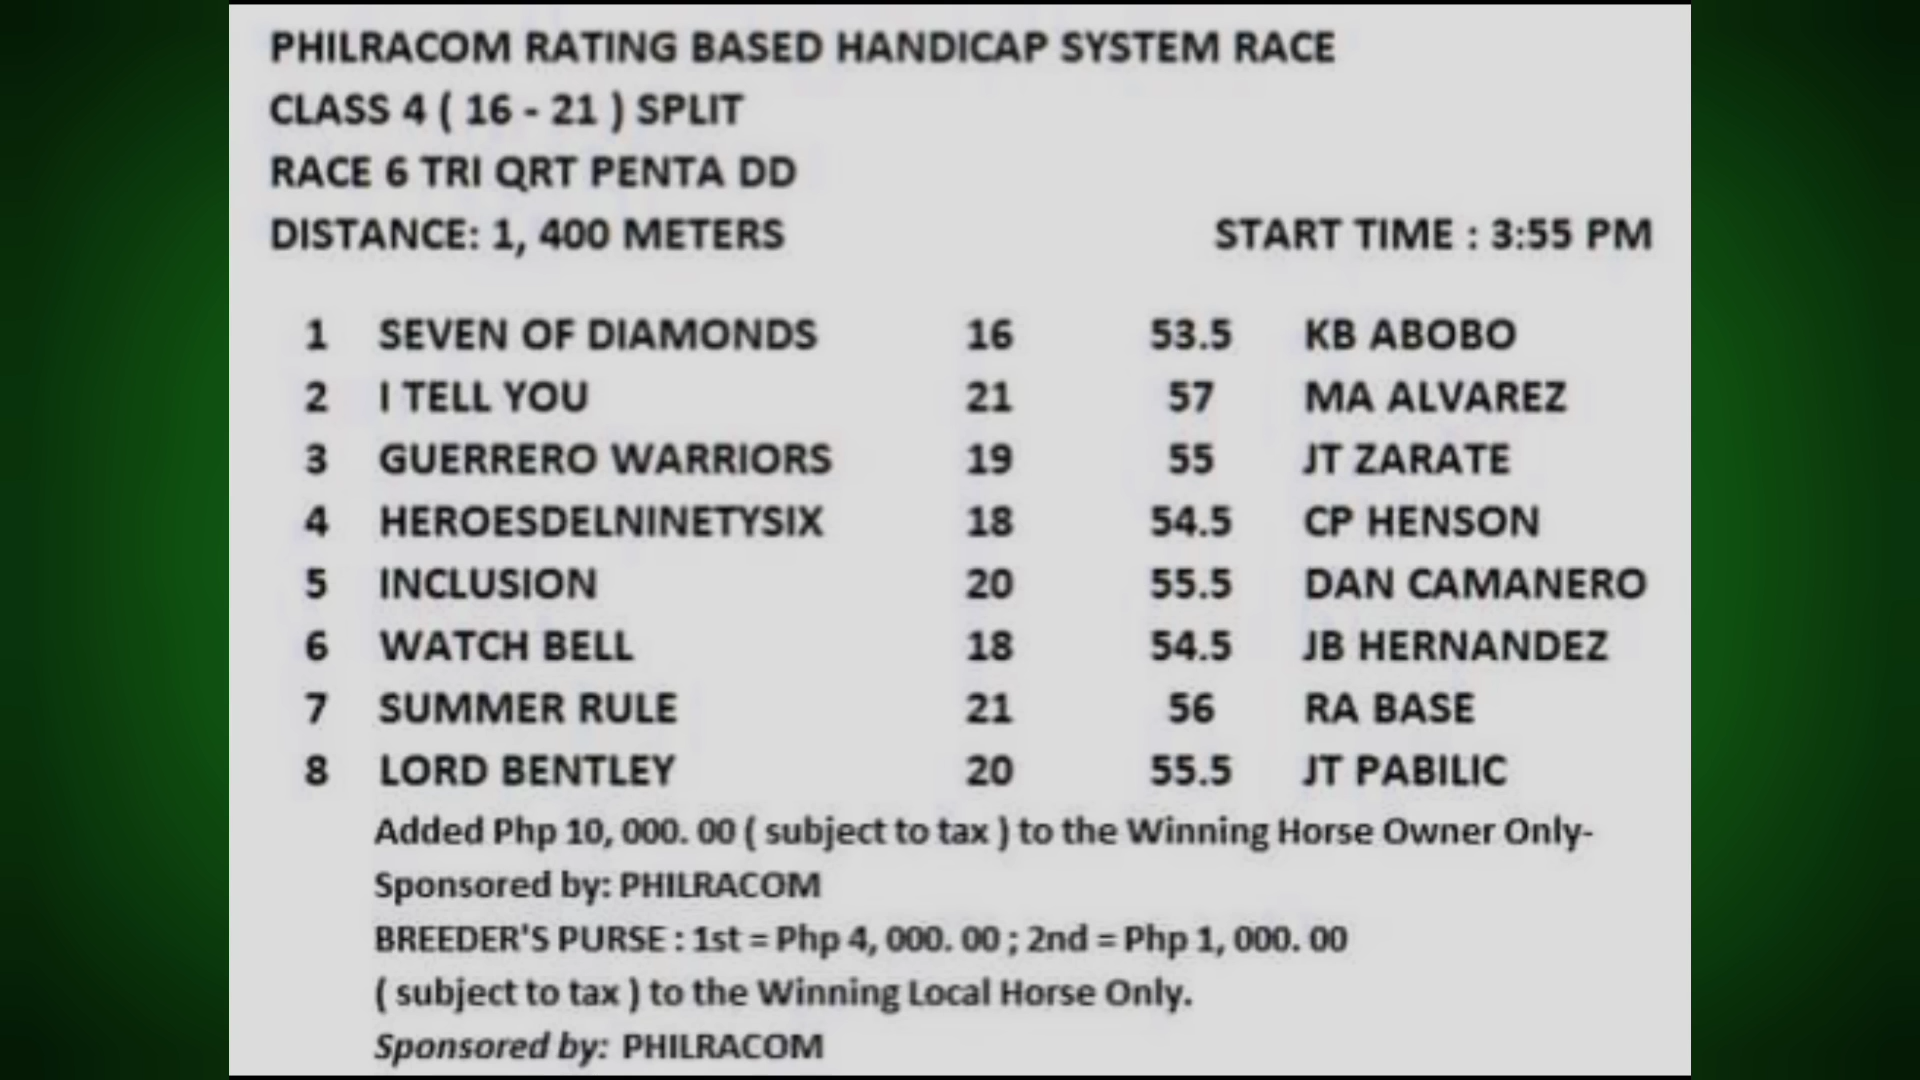 PHILRACOM RATING BASED HANDICAP SYSTEM RACE
CLASS 4 ( 16 - 21 ) SPLIT
RACE 6 TRI QRT PENTA DD
DISTANCE: 1, 400 METERS START TIME : 3:55 PM
1 SEVEN OF DIAMONDS 16 53.5 KB ABOBO
2 I TELL YOU 21 57 MA ALVAREZ
3 GUERRERO WARRIORS 19 55 JT ZARATE
4 HEROESDELNINETYSIX 18 54.5 CP HENSON
5 INCLUSION 20 55.5 DAN CAMANERO
6 WATCH BELL 18 54.5 JB HERNANDEZ
7 SUMMER RULE 21 56 RA BASE
8 LORD BENTLEY 20 55.5 JT PABILIC
Added Php 10, 000. 00 ( subject to tax ) to the Winning Horse Owner Only-
Sponsored by: PHILRACOM
BREEDER'S PURSE : 1st = Php 4, 000. 00 ; 2nd = Php 1, 000. 00
( subject to tax ) to the Winning Local Horse Only.
Sponsored by: PHILRACOM